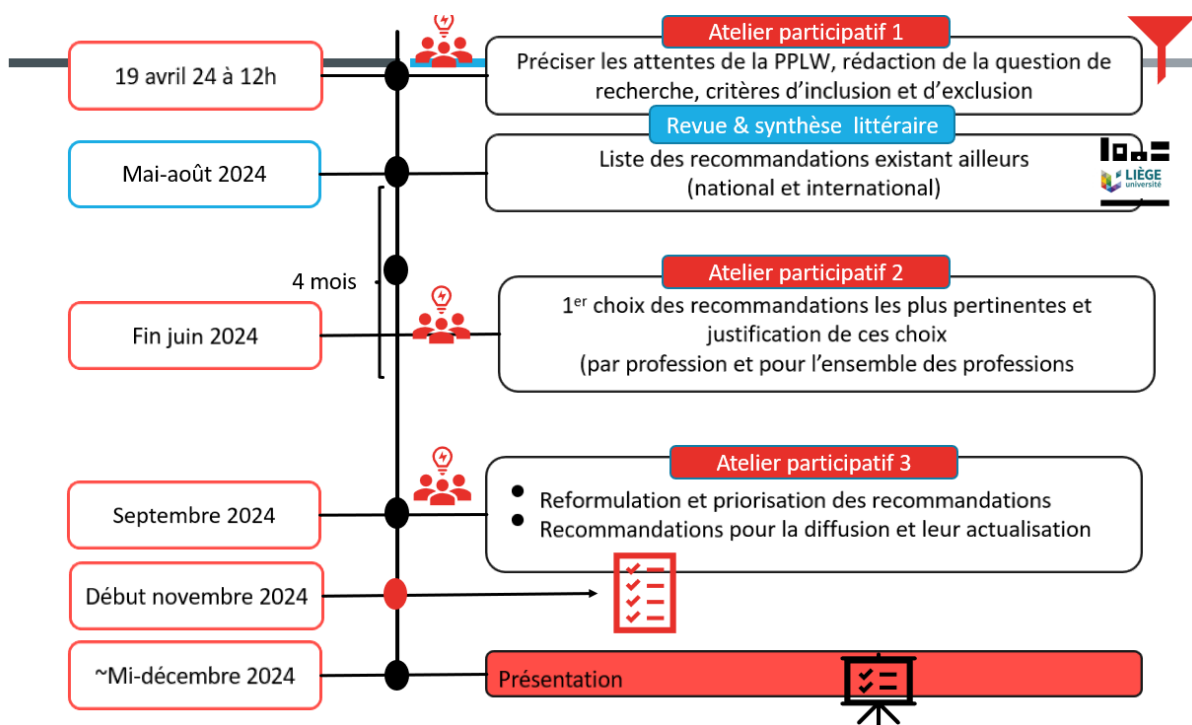 Atelier participatif 1
19 avril 24 à 12h
Préciser les attentes de la PPLW, rédaction de la question de
recherche, critères d'inclusion et d'exclusion
Revue & synthèse littéraire
Mai-août 2024
Liste des recommandations existant ailleurs
(national et international)
LIÈGE
université
4 mois
Atelier participatif 2
Fin juin 2024
1er choix des recommandations les plus pertinentes et
justification de ces choix
(par profession et pour l'ensemble des professions
Atelier participatif 3
Septembre 2024
Reformulation et priorisation des recommandations
Recommandations pour la diffusion et leur actualisation
Début novembre 2024
~Mi-décembre 2024
Présentation